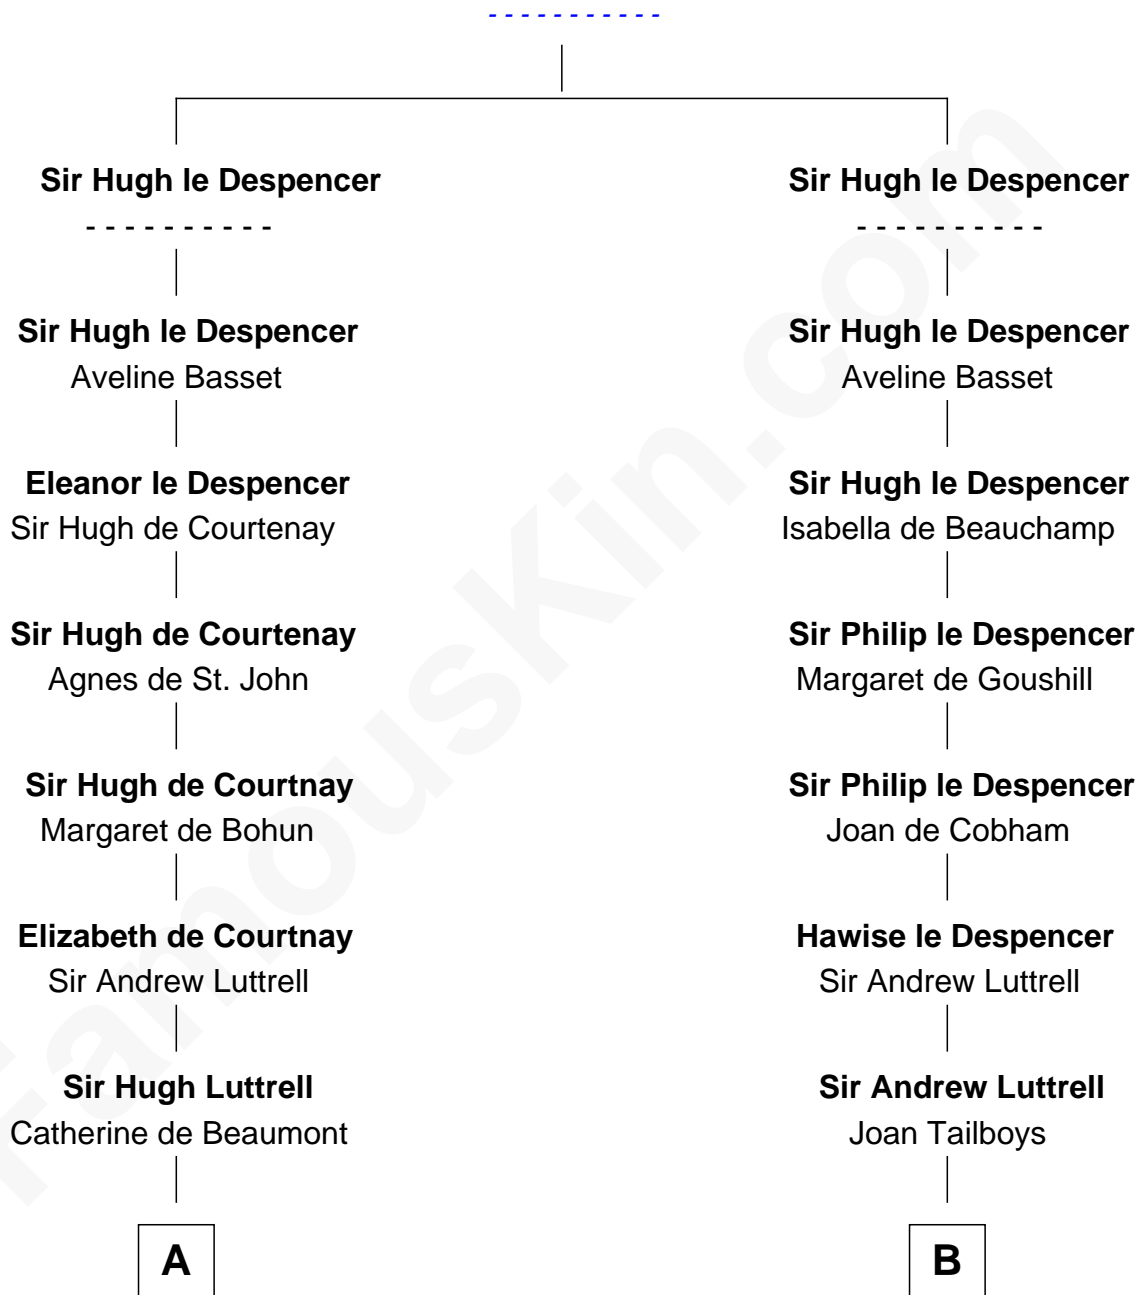 - - - - - - - - - - -
Sir Hugh le Despencer Sir Hugh le Despencer
- - - - - - - - - - - - - - - - - - - -
Sir Hugh le Despencer Sir Hugh le Despencer
Aveline Basset Aveline Basset
Eleanor le Despencer Sir Hugh le Despencer
Sir Hugh de Courtenay Isabella de Beauchamp
Sir Hugh de Courtenay Sir Philip le Despencer
Agnes de St. John Margaret de Goushill
Sir Hugh de Courtnay Sir Philip le Despencer
Margaret de Bohun Joan de Cobham
Elizabeth de Courtnay Hawise le Despencer
Sir Andrew Luttrell Sir Andrew Luttrell
Sir Hugh Luttrell Sir Andrew Luttrell
Catherine de Beaumont Joan Tailboys
A B
FamousKin.com